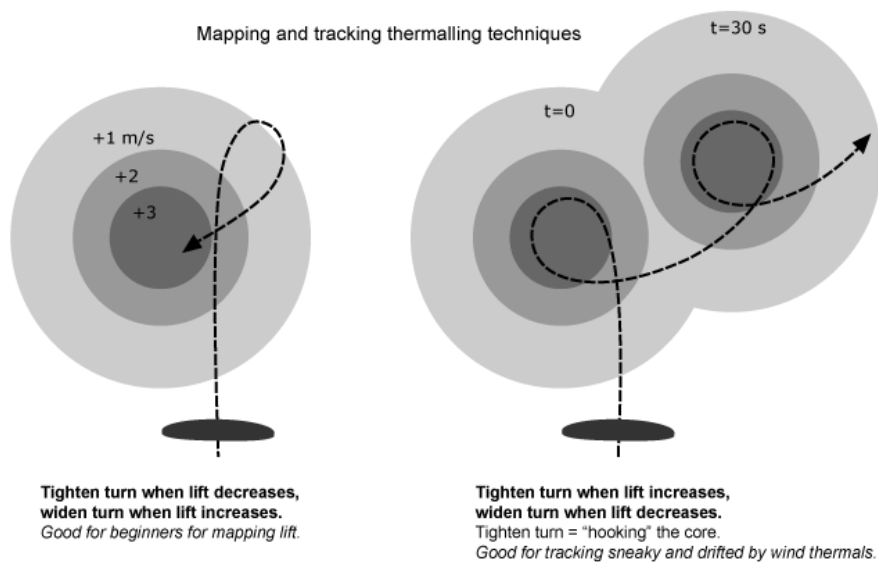 Mapping and tracking thermalling techniques
+1 m/s
+2
+3
t=0
t=30 s
Tighten turn when lift decreases,
widen turn when lift increases.
Good for beginners for mapping lift.
Tighten turn when lift increases,
widen turn when lift decreases.
Tighten turn = “hooking” the core.
Good for tracking sneaky and drifted by wind thermals.